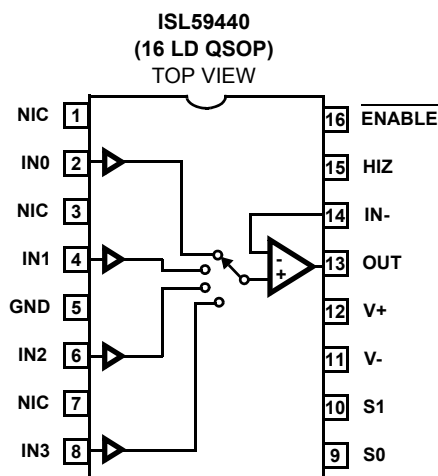 ISL59440
(16 LD QSOP)
TOP VIEW
NIC 1
IN0 2
NIC 3
IN1 4
GND 5
IN2 6
NIC 7
IN3 8
16 ENABLE
15 HIZ
14 IN-
13 OUT
12 V+
11 V-
10 S1
9 S0
-
+